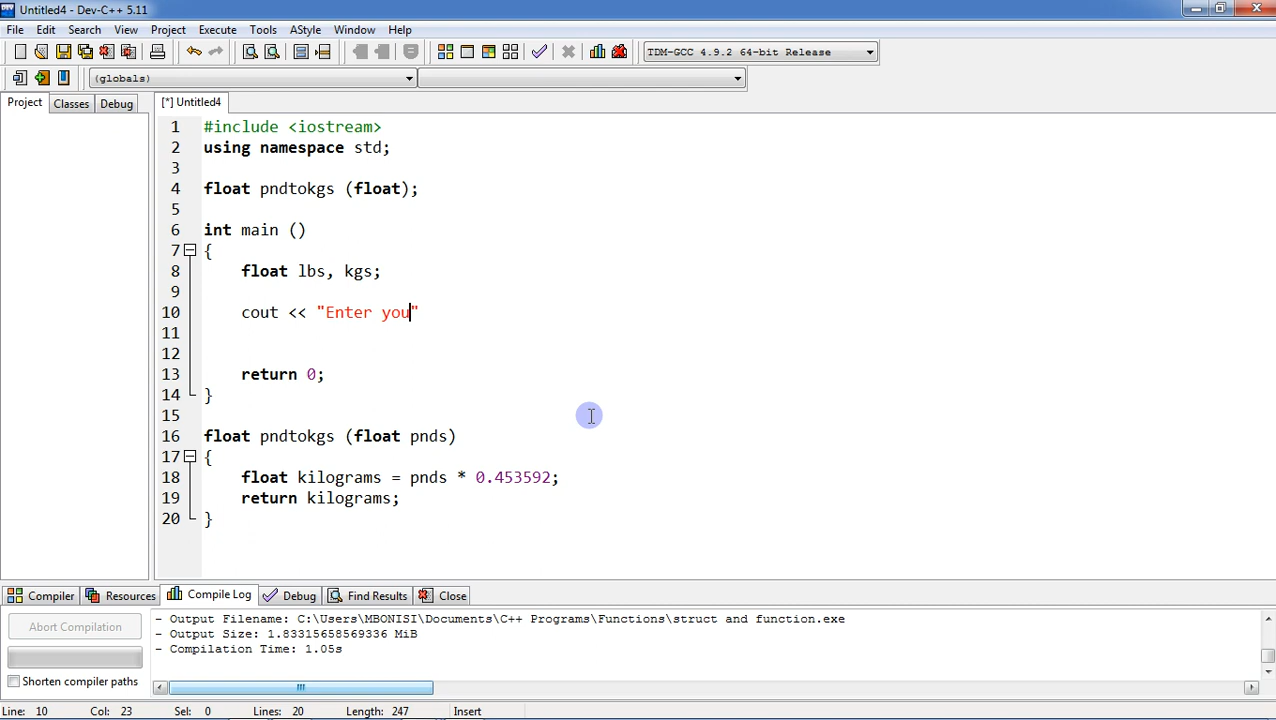 Untitled4 - Dev-C++ 5.11
File Edit Search View Project Execute Tools AStyle Window Help
TDM-GCC 4.9.2 64-bit Release
(globals)
Project Classes Debug [*] Untitled4
1 #include <iostream>
2 using namespace std;
3
4 float pndtokgs (float);
5
6 int main ()
7 {
8 float lbs, kgs;
9
10 cout << "Enter you"
11
12
13 return 0;
14 }
15
16 float pndtokgs (float pnds)
17 {
18 float kilograms = pnds * 0.453592;
19 return kilograms;
20 }
Compiler Resources Compile Log Debug Find Results Close
Abort Compilation
Shorten compiler paths
- Output Filename: C:\Users\MBONISI\Documents\C++ Programs\Functions\struct and function.exe
- Output Size: 1.83315658569336 MiB
- Compilation Time: 1.05s
Line: 10 Col: 23 Sel: 0 Lines: 20 Length: 247 Insert